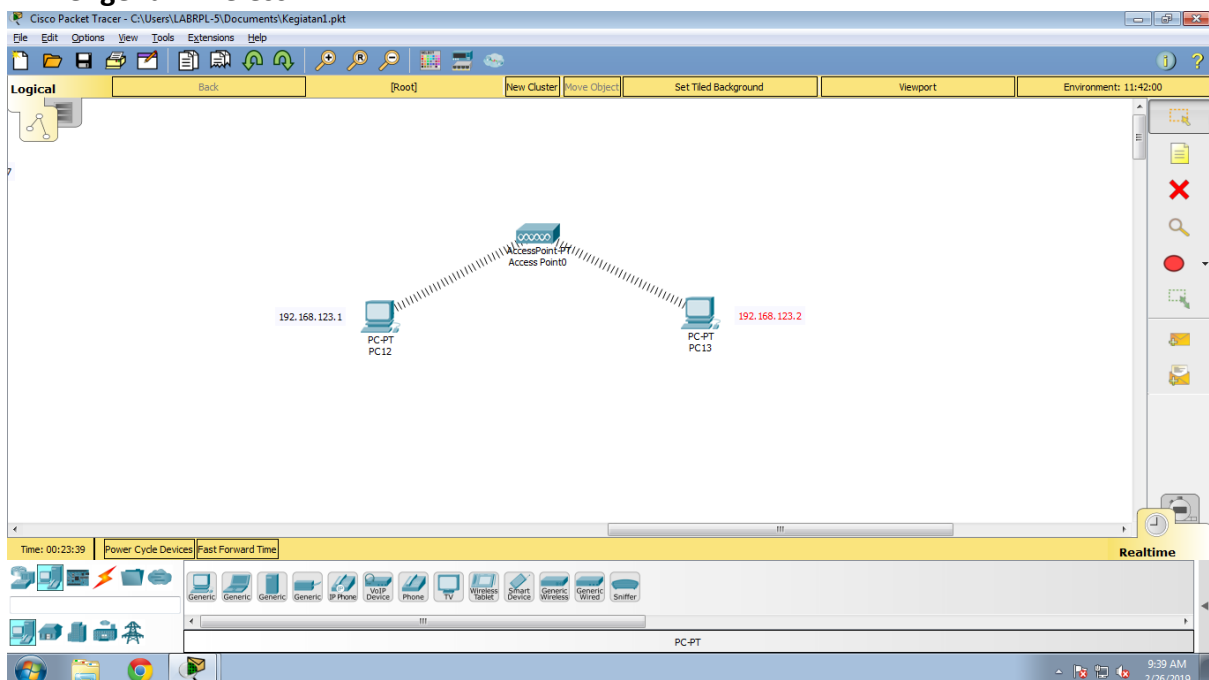 Cisco Packet Tracer - C:\Users\LABRPL-5\Documents\Kegiatan1.pkt
File Edit Options View Tools Extensions Help
Logical Back [Root] New Cluster Move Object Set Tiled Background Viewport Environment: 11:42:00
AccessPoint-PT
Access Point0
192.168.123.1
PC-PT
PC12
192.168.123.2
PC-PT
PC13
Time: 00:23:39 Power Cycle Devices Fast Forward Time Realtime
Generic Generic Generic Generic IP Phone VoIP Device Phone TV Wireless Tablet Smart Device Generic Wireless Generic Wired Sniffer
PC-PT
9:39 AM
2/26/2019